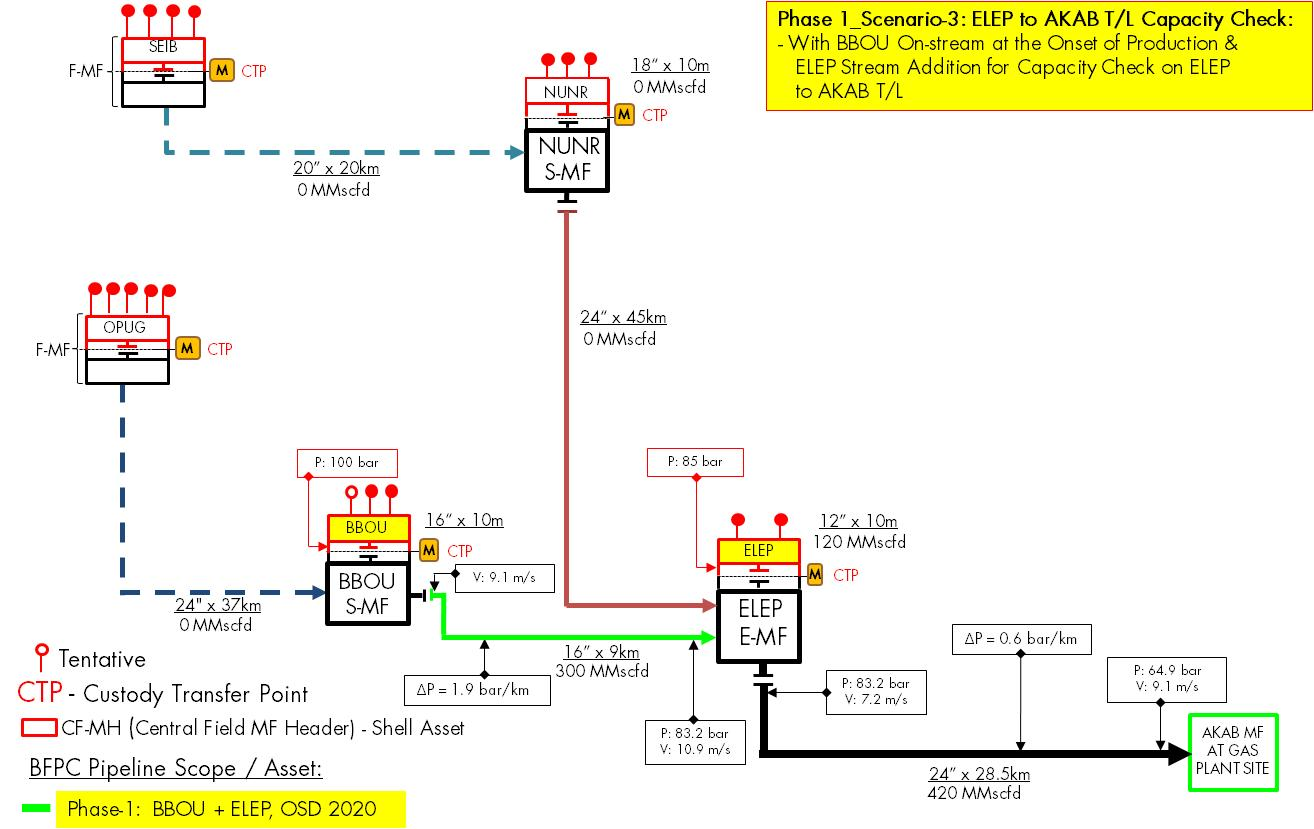 Phase 1_Scenario-3: ELEP to AKAB T/L Capacity Check:
- With BBOU On-stream at the Onset of Production &
ELEP Stream Addition for Capacity Check on ELEP
to AKAB T/L
SEIB
F-MF
M
CTP
20” x 20km
0 MMscfd
18” x 10m
0 MMscfd
NUNR
M
CTP
NUNR
S-MF
24” x 45km
0 MMscfd
OPUG
F-MF
M
CTP
24" x 37km
0 MMscfd
P: 100 bar
BBOU
16” x 10m
M
CTP
BBOU
S-MF
V: 9.1 m/s
16” x 9km
300 MMscfd
ΔP = 1.9 bar/km
P: 83.2 bar
V: 10.9 m/s
P: 85 bar
ELEP
12” x 10m
120 MMscfd
M
CTP
ELEP
E-MF
P: 83.2 bar
V: 7.2 m/s
ΔP = 0.6 bar/km
P: 64.9 bar
V: 9.1 m/s
24” x 28.5km
420 MMscfd
AKAB MF
AT GAS
PLANT SITE
Tentative
CTP - Custody Transfer Point
CF-MH (Central Field MF Header) - Shell Asset
BFPC Pipeline Scope / Asset:
Phase-1: BBOU + ELEP, OSD 2020